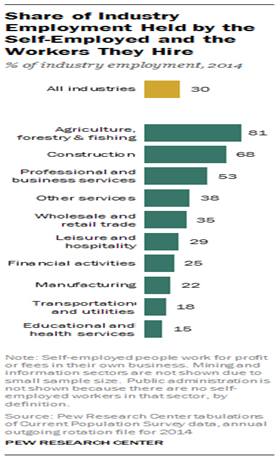 Share of Industry
Employment Held by the
Self-Employed and the
Workers They Hire
% of industry employment, 2014
All industries 30
Agriculture,
forestry & fishing 81
Construction 68
Professional and
business services 53
Other services 38
Wholesale and
retail trade 35
Leisure and
hospitality 29
Financial activities 25
Manufacturing 22
Transportation
and utilities 18
Educational and
health services 15
Note: Self-employed people work for profit
or fees in their own business. Mining and
information sectors are not shown due to
small sample size. Public administration is
not shown because there are no self-
employed workers in that sector, by
definition.
Source: Pew Research Center tabulations
of Current Population Survey data, annual
outgoing rotation file for 2014
PEW RESEARCH CENTER